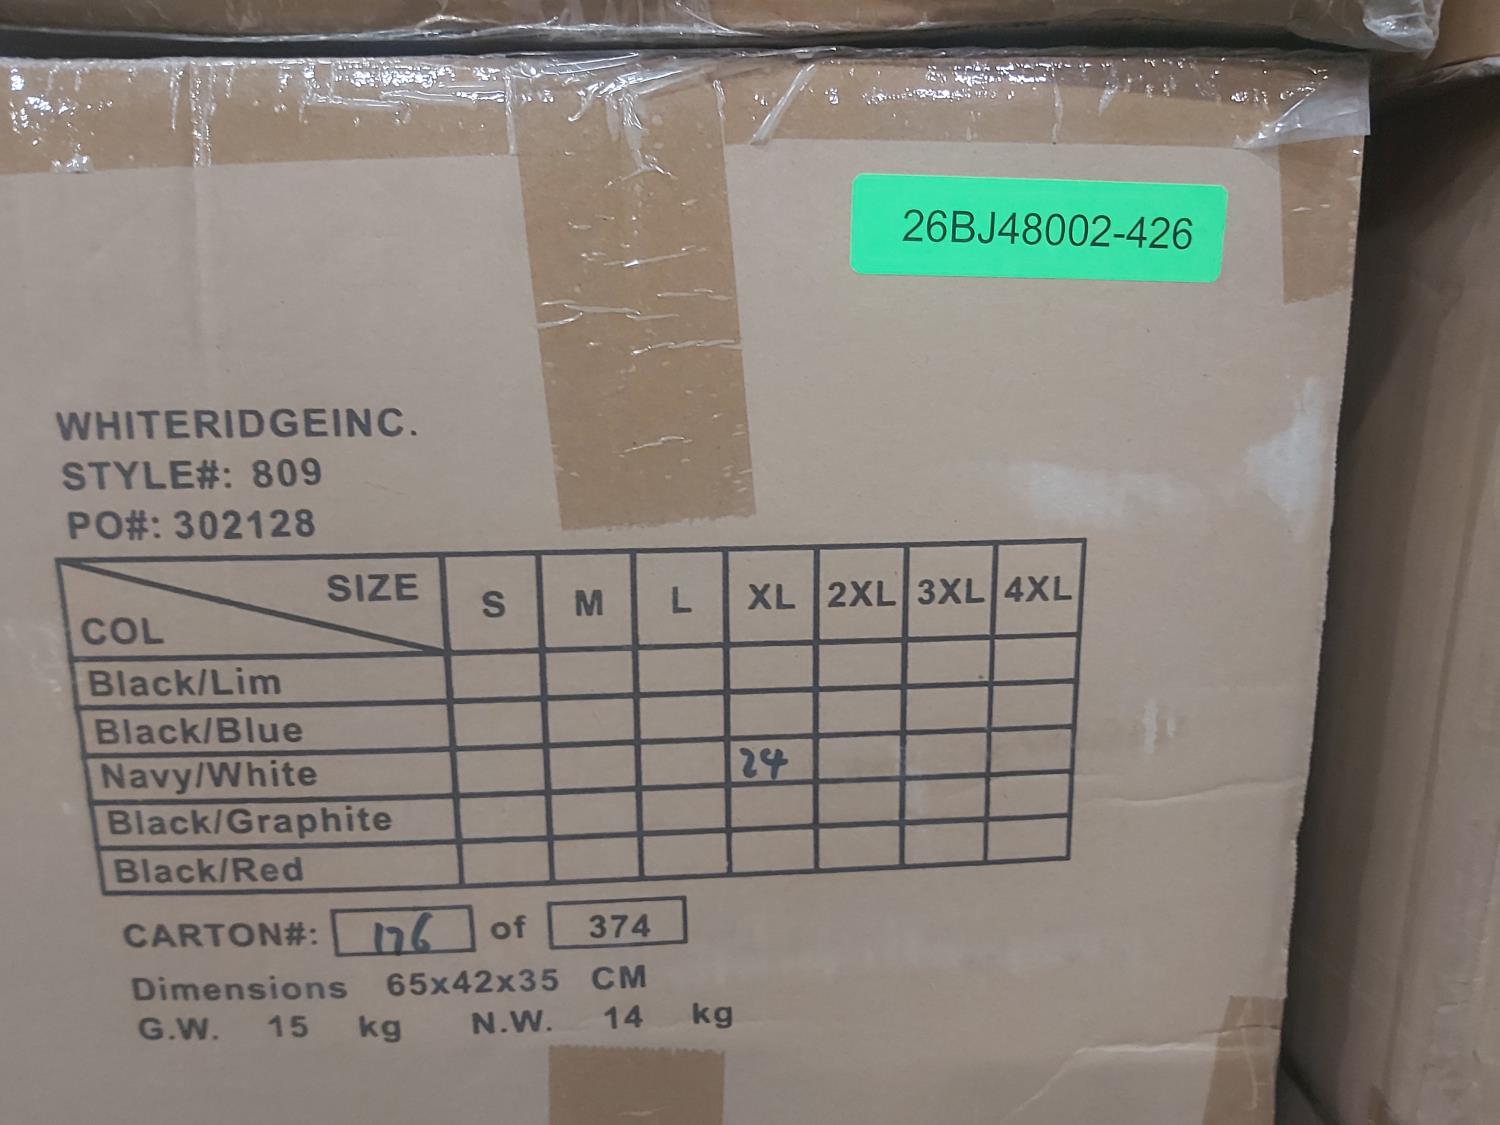 26BJ48002-426
WHITERIDGEINC.
STYLE#: 809
PO#: 302128
SIZE S M L XL 2XL 3XL 4XL
COL
Black/Lim
Black/Blue
Navy/White 24
Black/Graphite
Black/Red
CARTON#: 176 of 374
Dimensions 65x42x35 CM
G.W. 15 kg N.W. 14 kg